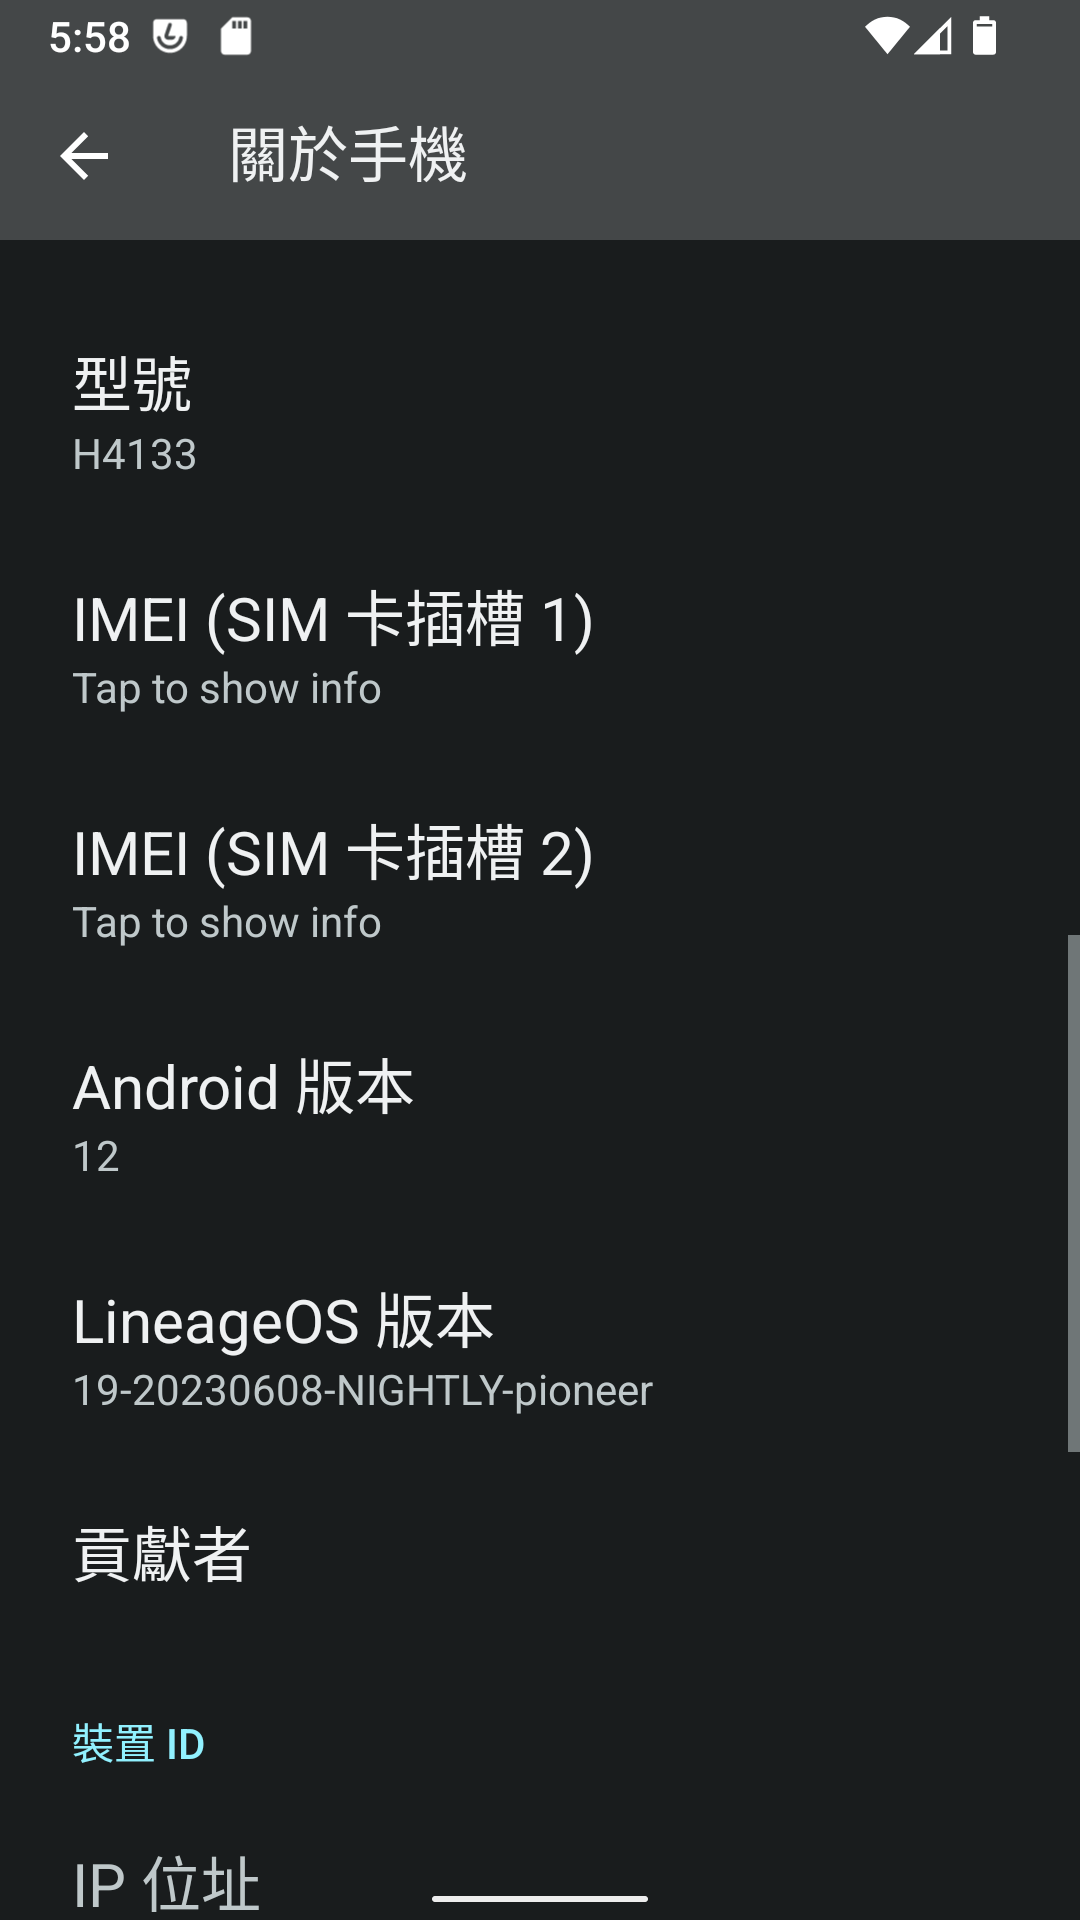 5:58
關於手機
型號
H4133
IMEI (SIM 卡插槽 1)
Tap to show info
IMEI (SIM 卡插槽 2)
Tap to show info
Android 版本
12
LineageOS 版本
19-20230608-NIGHTLY-pioneer
貢獻者
裝置 ID
IP 位址